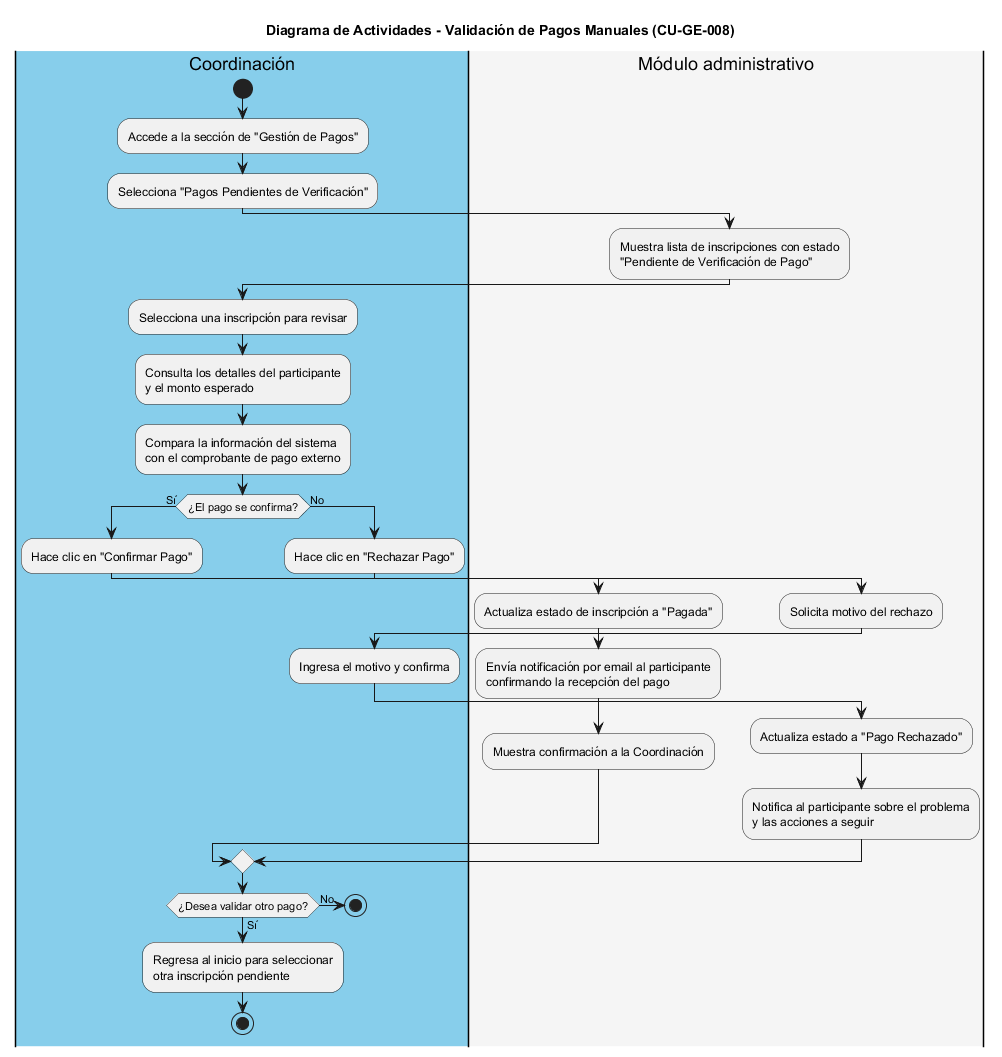 Diagrama de Actividades - Validación de Pagos Manuales (CU-GE-008)
Coordinación
Módulo administrativo
Accede a la sección de "Gestión de Pagos"
Selecciona "Pagos Pendientes de Verificación"
Muestra lista de inscripciones con estado
"Pendiente de Verificación de Pago"
Selecciona una inscripción para revisar
Consulta los detalles del participante
y el monto esperado
Compara la información del sistema
con el comprobante de pago externo
Sí
¿El pago se confirma?
No
Hace clic en "Confirmar Pago"
Hace clic en "Rechazar Pago"
Actualiza estado de inscripción a "Pagada"
Solicita motivo del rechazo
Ingresa el motivo y confirma
Envía notificación por email al participante
confirmando la recepción del pago
Actualiza estado a "Pago Rechazado"
Muestra confirmación a la Coordinación
Notifica al participante sobre el problema
y las acciones a seguir
¿Desea validar otro pago?
No
Sí
Regresa al inicio para seleccionar
otra inscripción pendiente